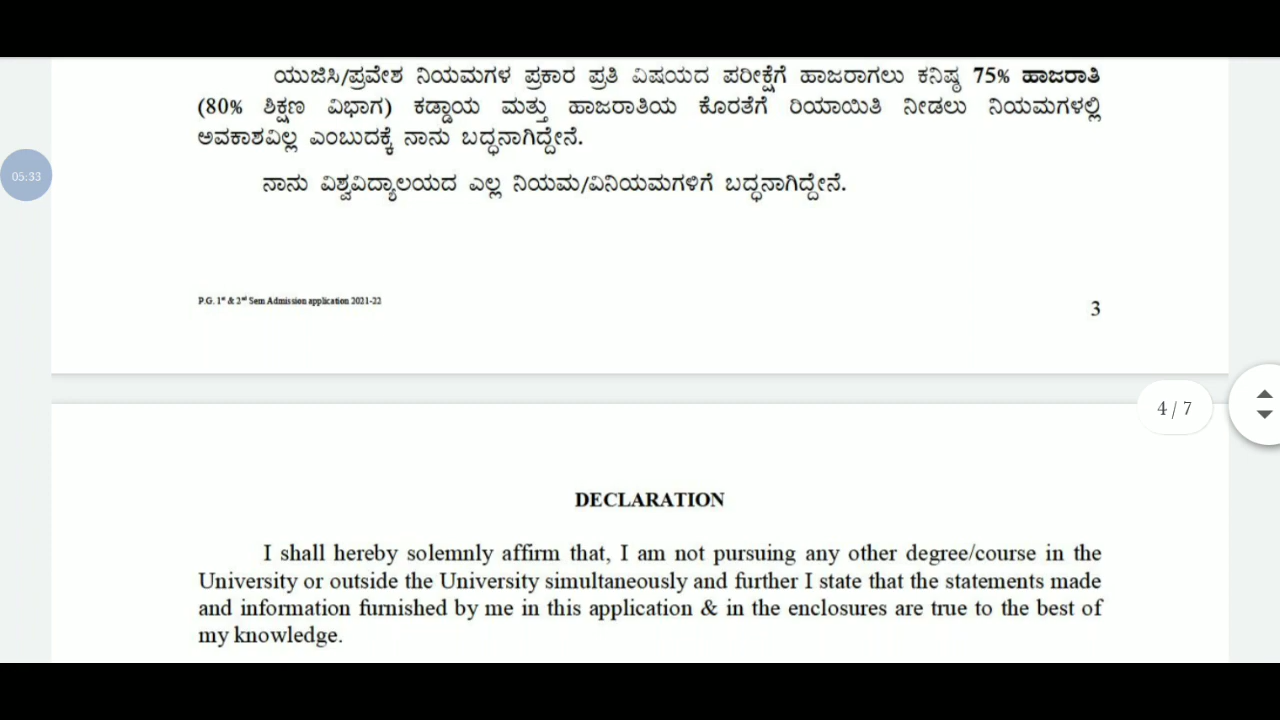 ಯುಜಿಸಿ/ಪ್ರವೇಶ ನಿಯಮಗಳ ಪ್ರಕಾರ ಪ್ರತಿ ವಿಷಯದ ಪರೀಕ್ಷೆಗೆ ಹಾಜರಾಗಲು ಕನಿಷ್ಠ 75% ಹಾಜರಾತಿ
(80% ಶಿಕ್ಷಣ ವಿಭಾಗ) ಕಡ್ಡಾಯ ಮತ್ತು ಹಾಜರಾತಿಯ ಕೊರತೆಗೆ ರಿಯಾಯಿತಿ ನೀಡಲು ನಿಯಮಗಳಲ್ಲಿ
ಅವಕಾಶವಿಲ್ಲ ಎಂಬುದಕ್ಕೆ ನಾನು ಬದ್ಧನಾಗಿದ್ದೇನೆ.
05:33
ನಾನು ವಿಶ್ವವಿದ್ಯಾಲಯದ ಎಲ್ಲ ನಿಯಮ/ವಿನಿಯಮಗಳಿಗೆ ಬದ್ಧನಾಗಿದ್ದೇನೆ.
P.G. 1st & 2nd Sem Admission application 2021-22
3
4 / 7
DECLARATION
I shall hereby solemnly affirm that, I am not pursuing any other degree/course in the
University or outside the University simultaneously and further I state that the statements made
and information furnished by me in this application & in the enclosures are true to the best of
my knowledge.